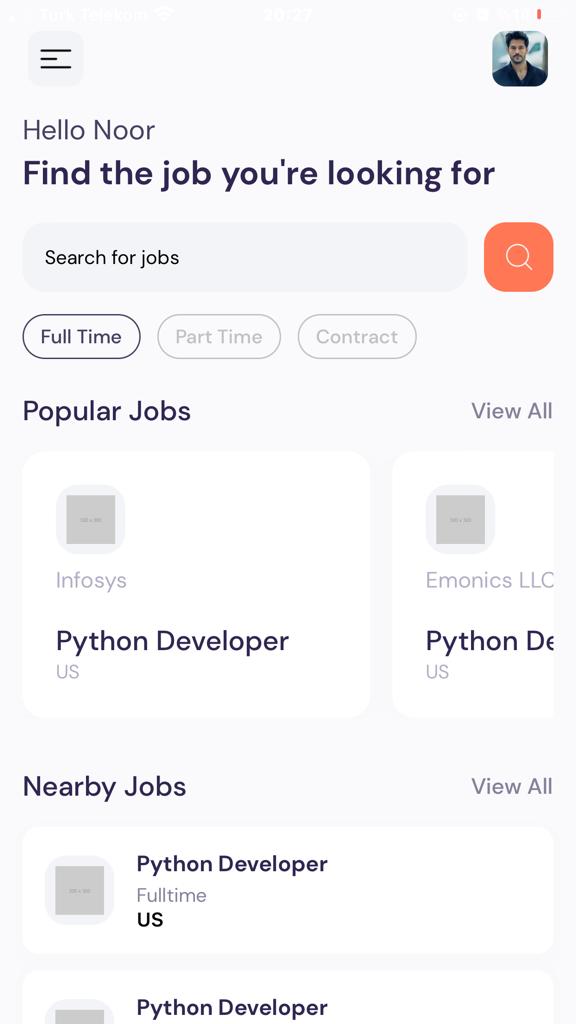 Turk Telekom
20:27
Hello Noor
Find the job you're looking for
Search for jobs
Full Time
Part Time
Contract
Popular Jobs
View All
Infosys
Python Developer
US
Emonics LLC
Python De
US
Nearby Jobs
View All
Python Developer
Fulltime
US
Python Developer